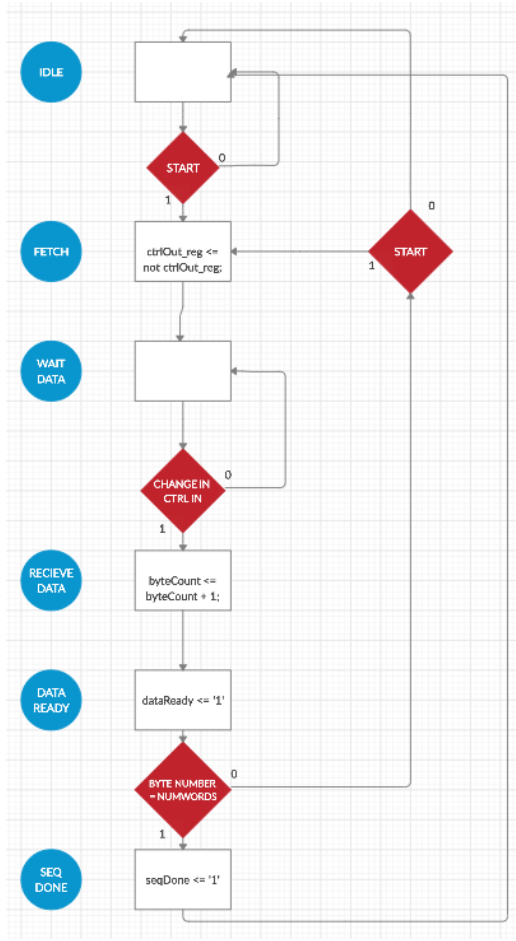 IDLE
START
0
1
0
FETCH
ctrlOut_reg <=
not ctrlOut_reg;
START
1
WAIT
DATA
CHANGE IN
CTRL IN
0
1
RECIEVE
DATA
byteCount <=
byteCount + 1;
DATA
READY
dataReady <= '1'
BYTE NUMBER
= NUMWORDS
0
1
SEQ
DONE
seqDone <= '1'